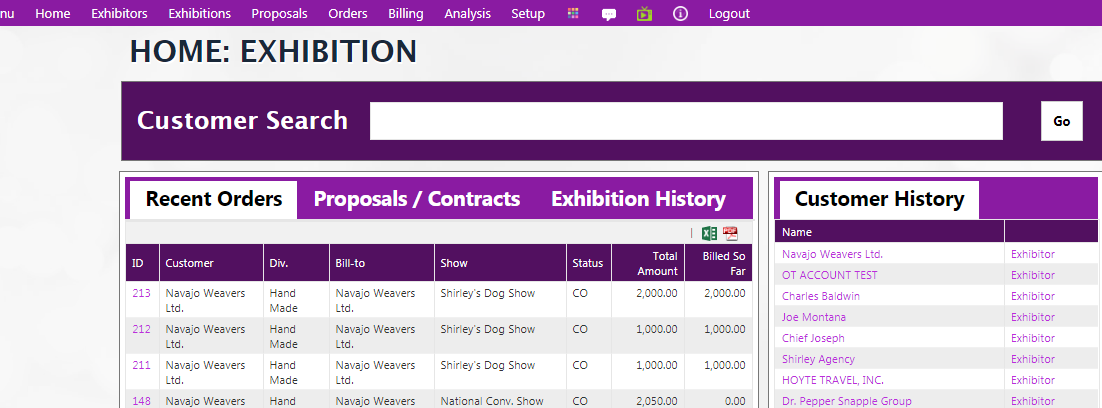 nu Home Exhibitors Exhibitions Proposals Orders Billing Analysis Setup Logout
HOME: EXHIBITION
Customer Search Go
Recent Orders Proposals / Contracts Exhibition History
ID Customer Div. Bill-to Show Status Total Amount Billed So Far
213 Navajo Weavers Ltd. Hand Made Navajo Weavers Ltd. Shirley's Dog Show CO 2,000.00 2,000.00
212 Navajo Weavers Ltd. Hand Made Navajo Weavers Ltd. Shirley's Dog Show CO 1,000.00 1,000.00
211 Navajo Weavers Ltd. Hand Made Navajo Weavers Ltd. Shirley's Dog Show CO 1,000.00 1,000.00
148 Navajo Weavers Hand Navajo Weavers National Conv. Show CO 2,050.00 0.00
Customer History
Name
Navajo Weavers Ltd. Exhibitor
OT ACCOUNT TEST Exhibitor
Charles Baldwin Exhibitor
Joe Montana Exhibitor
Chief Joseph Exhibitor
Shirley Agency Exhibitor
HOYTE TRAVEL, INC. Exhibitor
Dr. Pepper Snapple Group Exhibitor